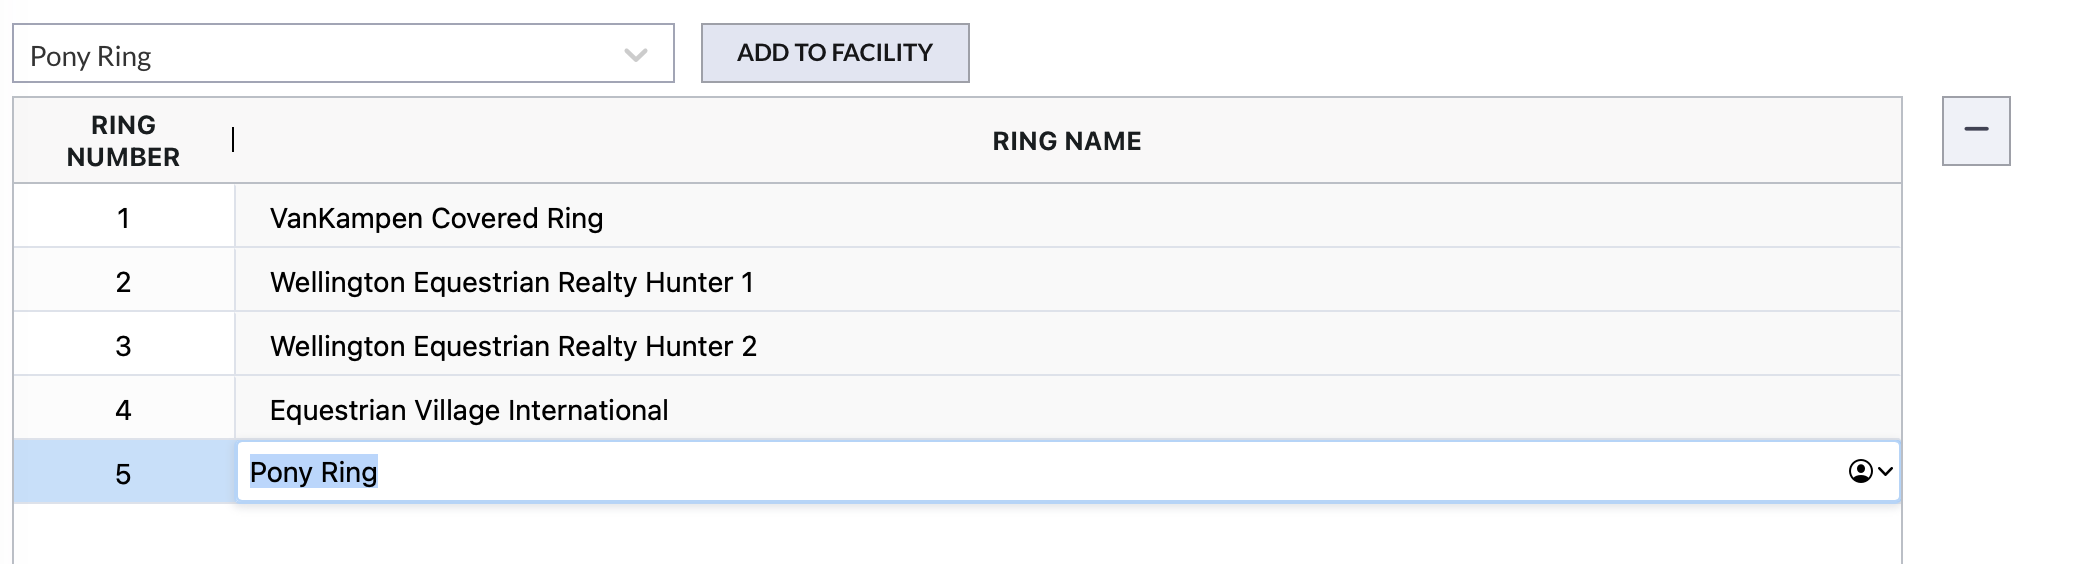 Pony Ring
ADD TO FACILITY
RING
NUMBER
RING NAME
1 VanKampen Covered Ring
2 Wellington Equestrian Realty Hunter 1
3 Wellington Equestrian Realty Hunter 2
4 Equestrian Village International
5 Pony Ring